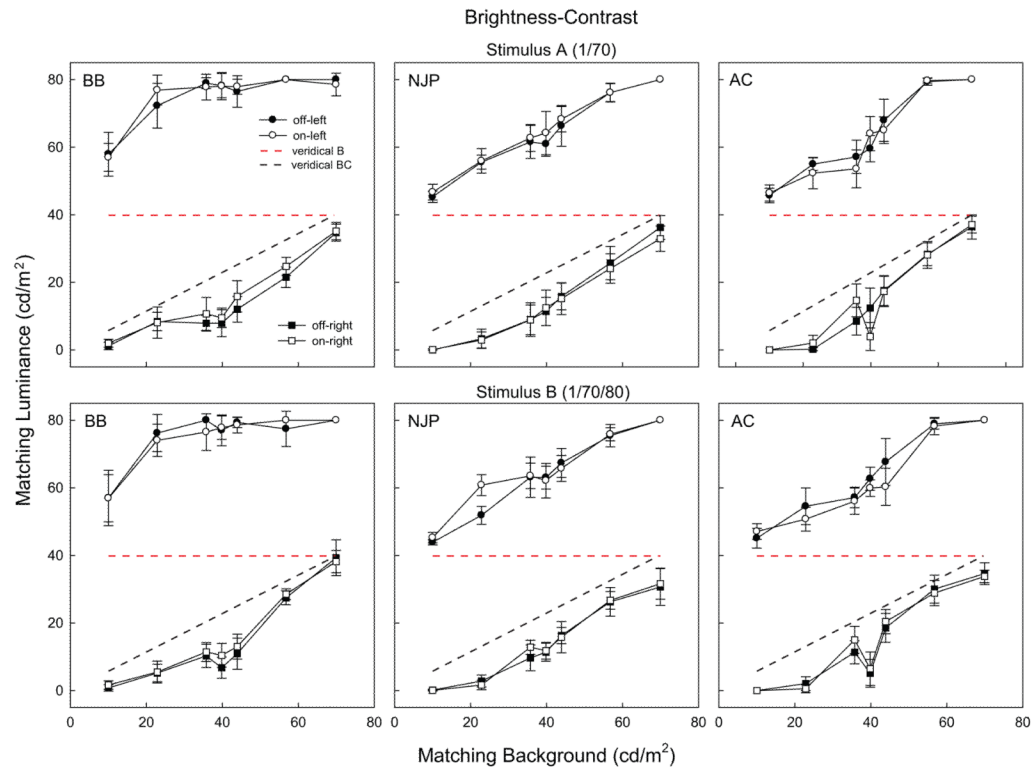 Brightness-Contrast
Stimulus A (1/70)
BB
NJP
AC
off-left
on-left
veridical B
veridical BC
off-right
on-right
80
60
40
20
0
Stimulus B (1/70/80)
BB
NJP
AC
80
60
40
20
0
0 20 40 60 80
0 20 40 60 80
0 20 40 60 80
Matching Luminance (cd/m²)
Matching Background (cd/m²)